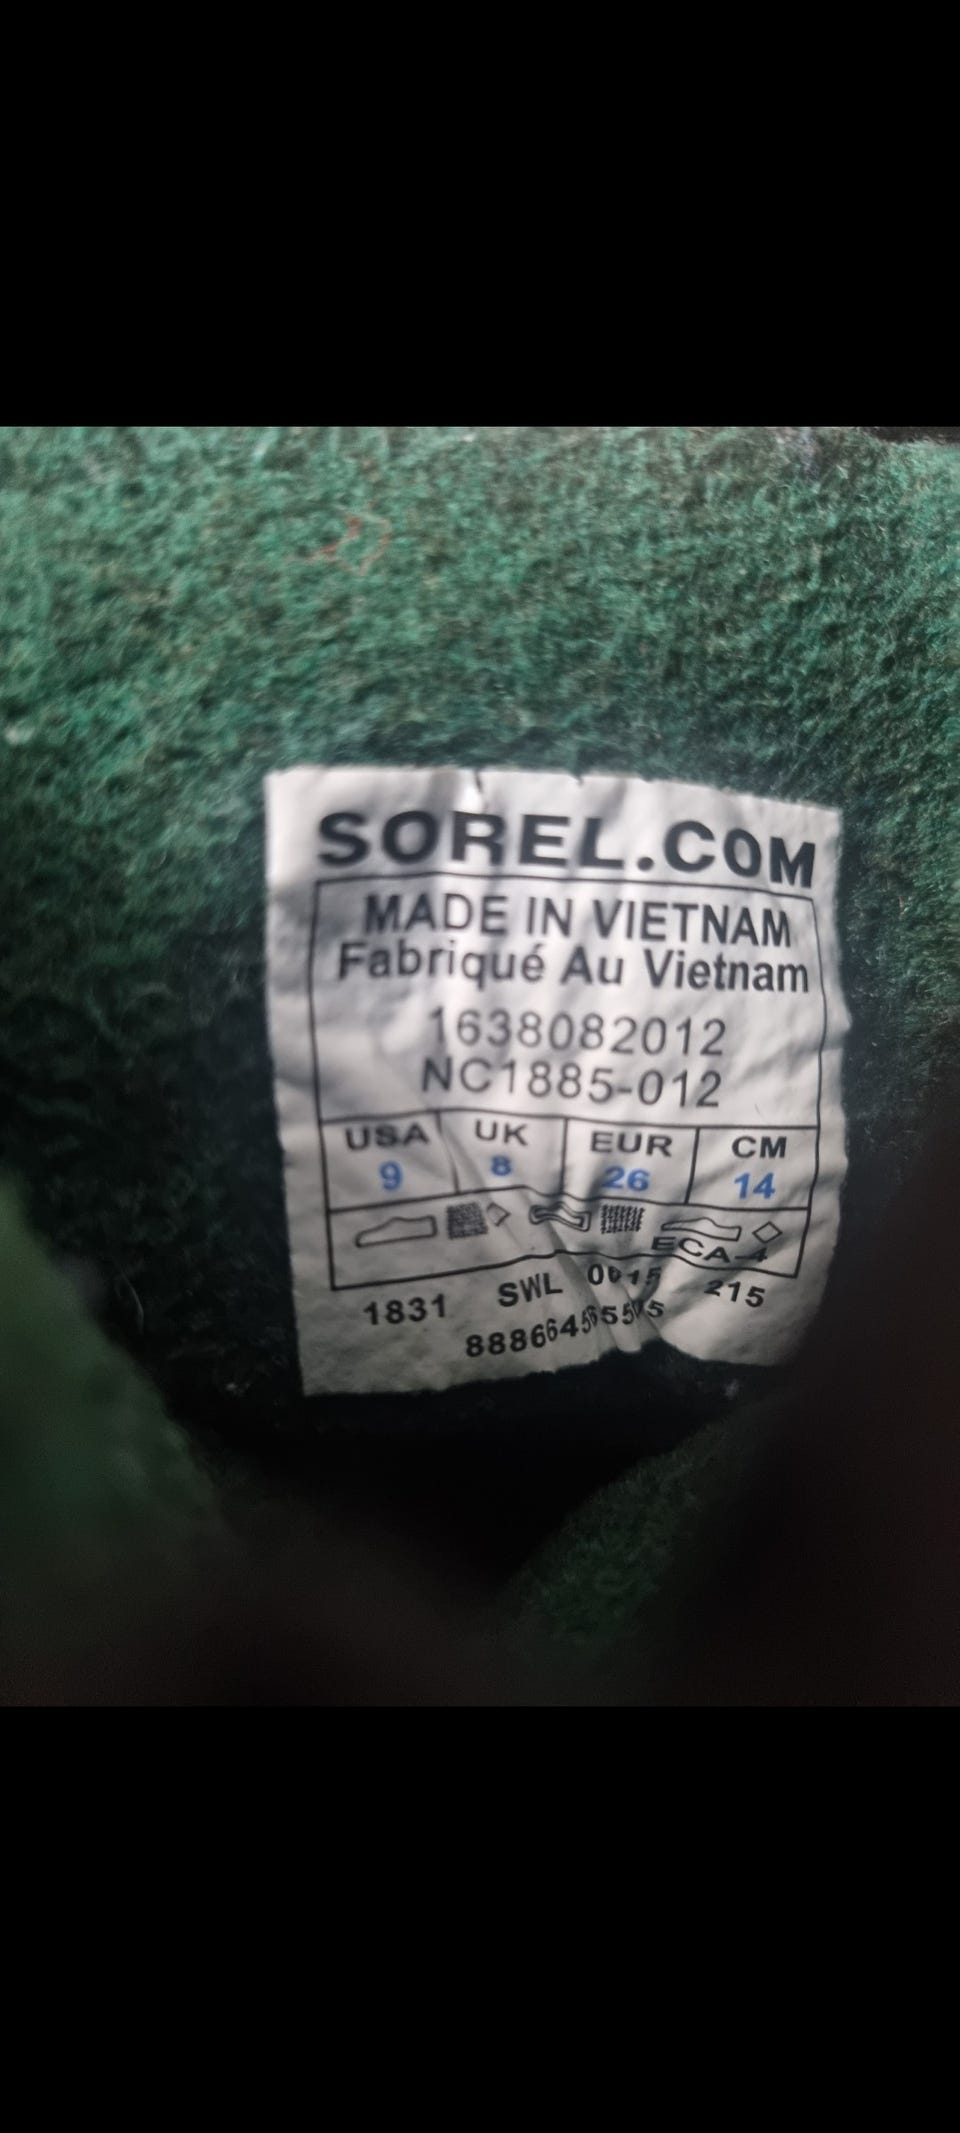 SOREL.COM
MADE IN VIETNAM
Fabriqué Au Vietnam
1638082012
NC1885-012
USA UK EUR CM
9 8 26 14
ECA-4
1831 SWL 0015 215